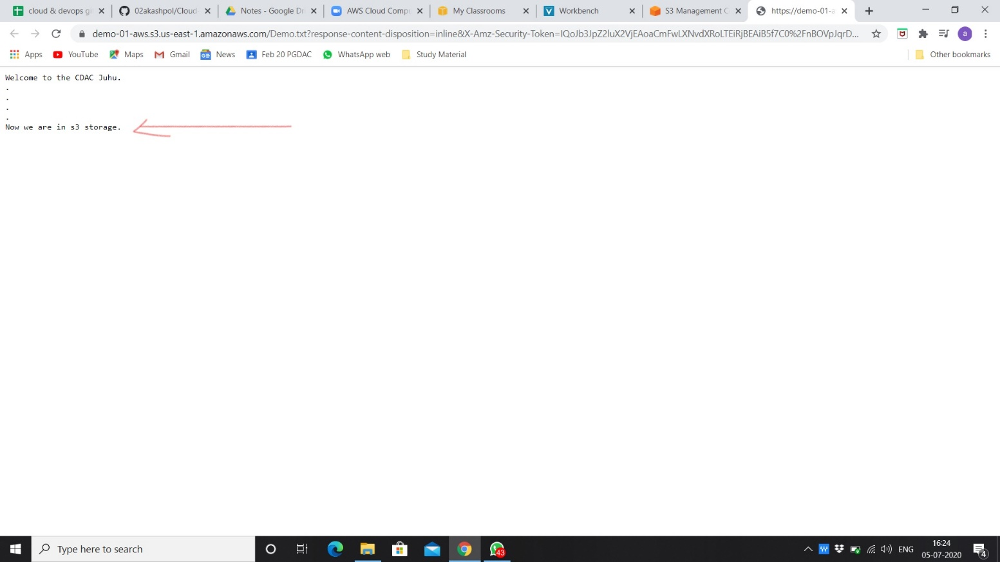 cloud & devops gi
02akashpol/Cloud-
Notes - Google Dr
AWS Cloud Compu
My Classrooms
Workbench
S3 Management C
https://demo-01-a
demo-01-aws.s3.us-east-1.amazonaws.com/Demo.txt?response-content-disposition=inline&X-Amz-Security-Token=IQoJb3JpZ2luX2VjEAoaCmFwLXNvdXRoLTEiRjBEAiB5f7C0%2FnBOVpJqrD...
a
Apps
YouTube
Maps
Gmail
News
Feb 20 PGDAC
WhatsApp web
Study Material
Other bookmarks
Welcome to the CDAC Juhu.
.
.
.
.
Now we are in s3 storage.
Type here to search
43
ENG
16:24
05-07-2020
4